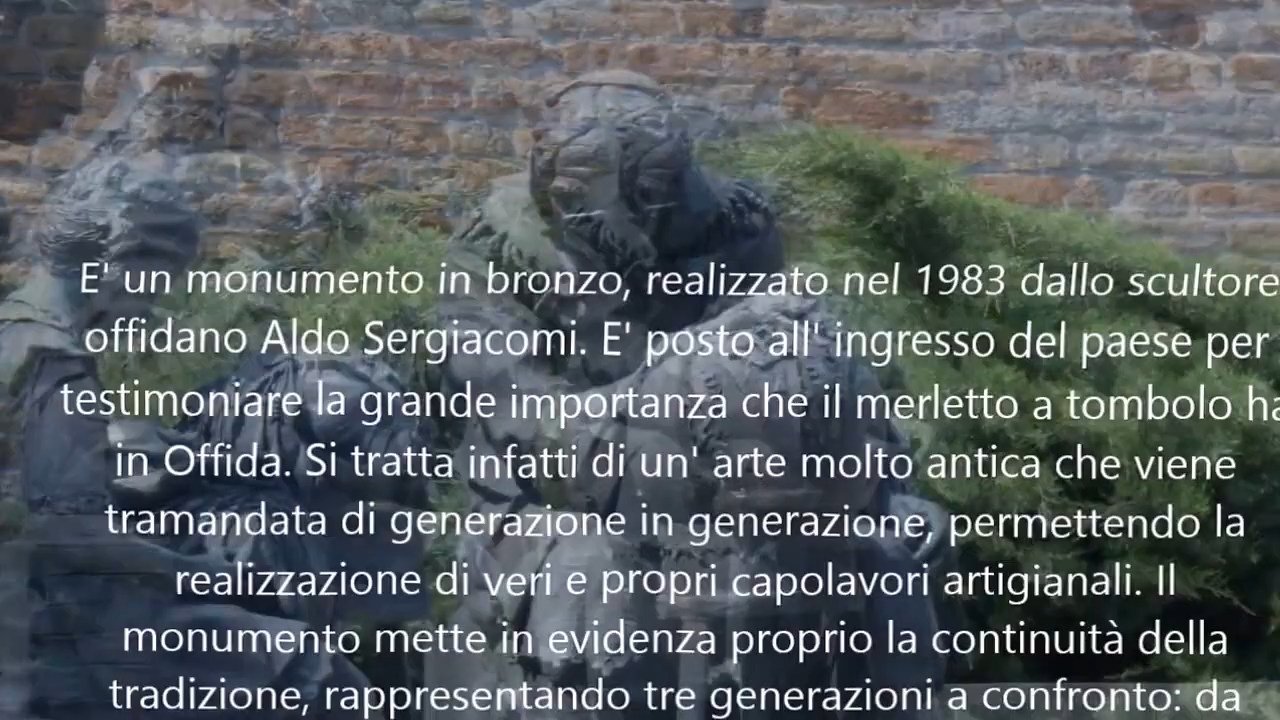 E' un monumento in bronzo, realizzato nel 1983 dallo scultore
offidano Aldo Sergiacomi. E' posto all' ingresso del paese per
testimoniare la grande importanza che il merletto a tombolo ha
in Offida. Si tratta infatti di un' arte molto antica che viene
tramandata di generazione in generazione, permettendo la
realizzazione di veri e propri capolavori artigianali. Il
monumento mette in evidenza proprio la continuità della
tradizione, rappresentando tre generazioni a confronto: da